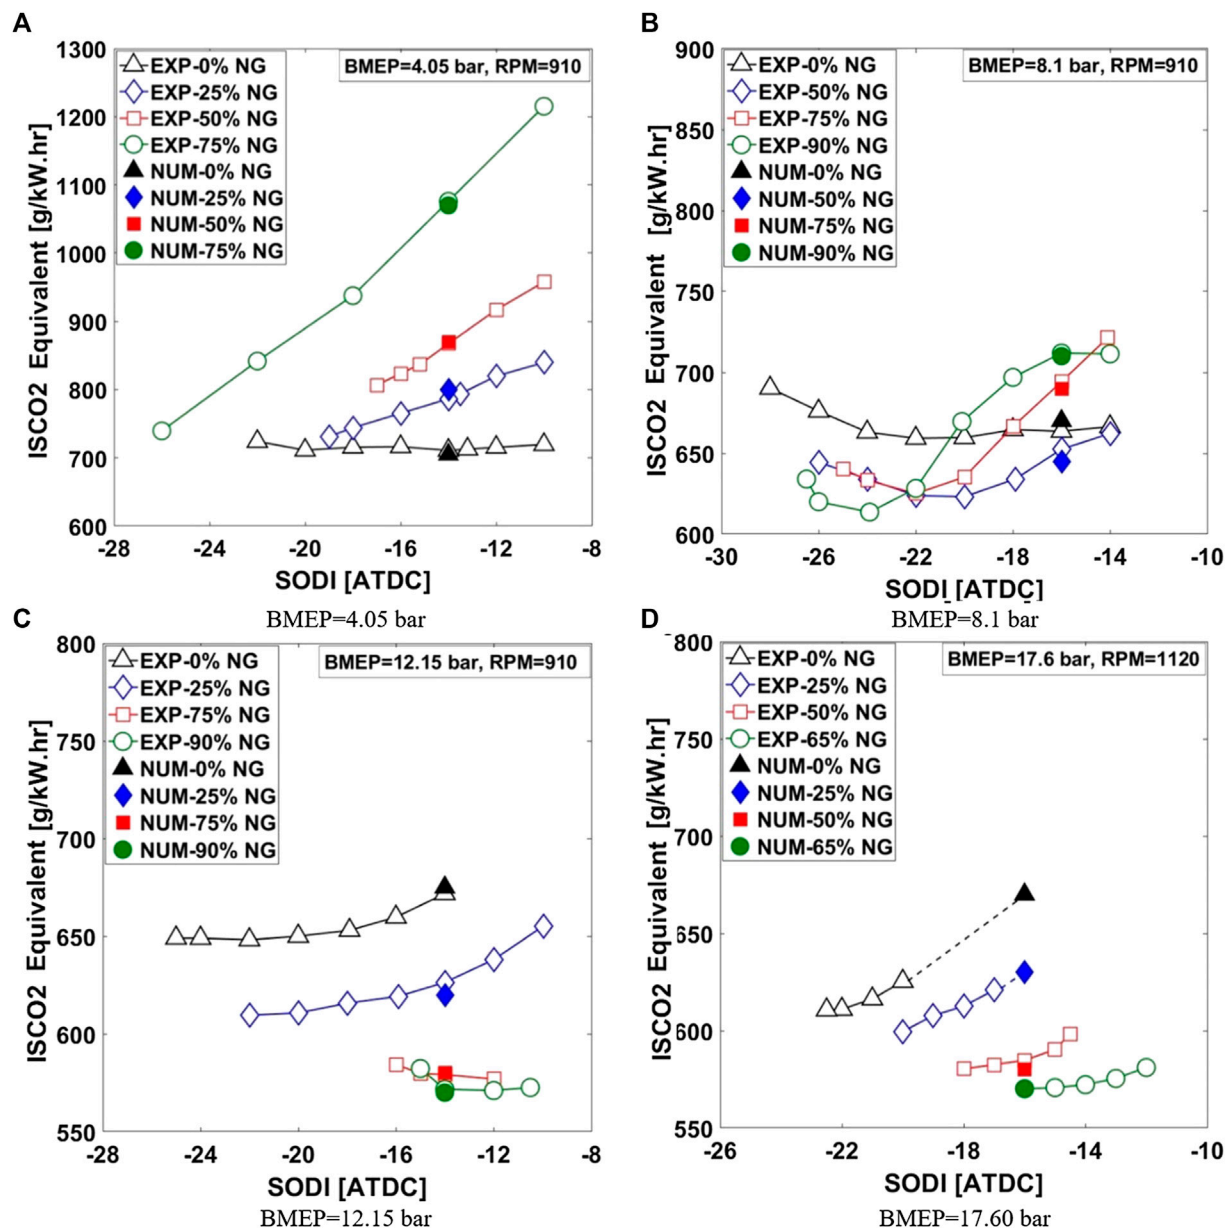 A
BMEP=4.05 bar, RPM=910
EXP-0% NG
EXP-25% NG
EXP-50% NG
EXP-75% NG
NUM-0% NG
NUM-25% NG
NUM-50% NG
NUM-75% NG
ISCO2 Equivalent [g/kW.hr]
1300
1200
1100
1000
900
800
700
600
-28
-24
-20
-16
-12
-8
SODI [ATDC]
BMEP=4.05 bar
B
BMEP=8.1 bar, RPM=910
EXP-0% NG
EXP-50% NG
EXP-75% NG
EXP-90% NG
NUM-0% NG
NUM-50% NG
NUM-75% NG
NUM-90% NG
ISCO2 Equivalent [g/kW.hr]
900
850
800
750
700
650
600
-30
-26
-22
-18
-14
-10
SODI [ATDC]
BMEP=8.1 bar
C
BMEP=12.15 bar, RPM=910
EXP-0% NG
EXP-25% NG
EXP-75% NG
EXP-90% NG
NUM-0% NG
NUM-25% NG
NUM-75% NG
NUM-90% NG
ISCO2 Equivalent [g/kW.hr]
800
750
700
650
600
550
-28
-24
-20
-16
-12
-8
SODI [ATDC]
BMEP=12.15 bar
D
BMEP=17.6 bar, RPM=1120
EXP-0% NG
EXP-25% NG
EXP-50% NG
EXP-65% NG
NUM-0% NG
NUM-25% NG
NUM-50% NG
NUM-65% NG
ISCO2 Equivalent [g/kW.hr]
800
750
700
650
600
550
-26
-22
-18
-14
-10
SODI [ATDC]
BMEP=17.60 bar